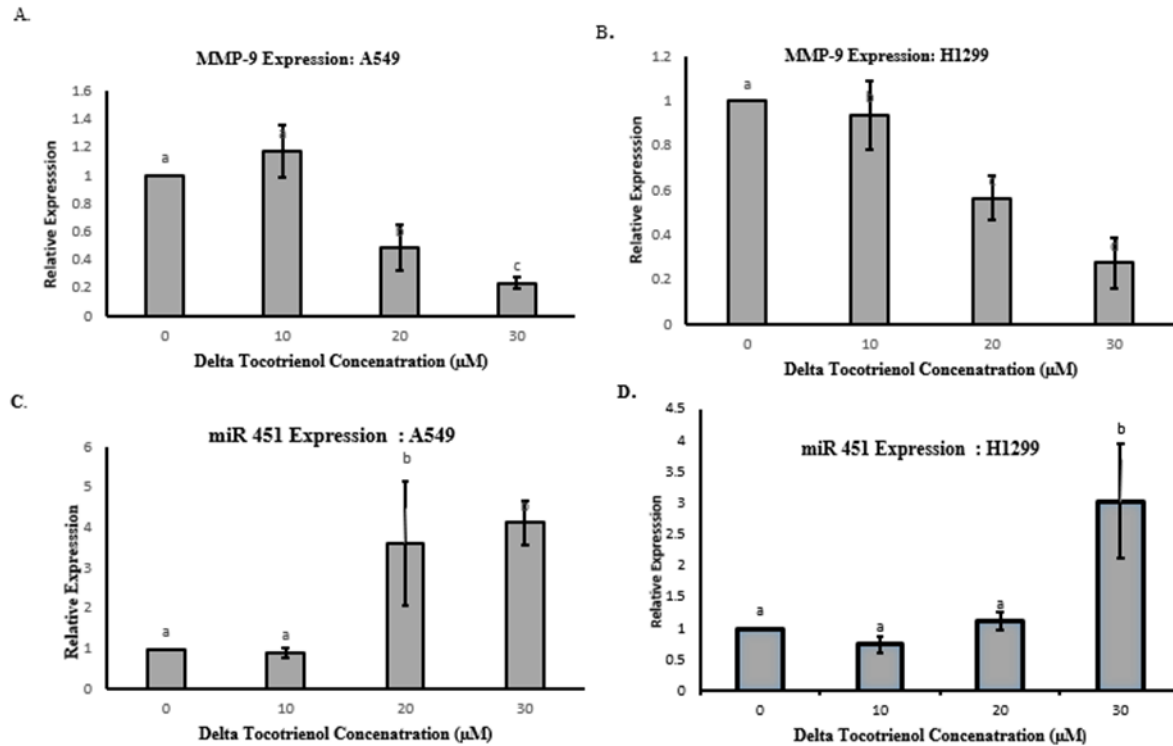 A.
MMP-9 Expression: A549
Relative Expresssion
1.6
1.4
1.2
1
0.8
0.6
0.4
0.2
0
a
a
b
c
0 10 20 30
Delta Tocotrienol Concenatration (µM)
B.
MMP-9 Expression: H1299
Relative Expresssion
1.2
1
0.8
0.6
0.4
0.2
0
a
b
c
d
0 10 20 30
Delta Tocotrienol Concenatration (µM)
C.
miR 451 Expression : A549
Relative Expresssion
6
5
4
3
2
1
0
a
a
b
b
0 10 20 30
Delta Tocotrienol Concenatration (µM)
D.
miR 451 Expression : H1299
Relative Expresssion
4.5
4
3.5
3
2.5
2
1.5
1
0.5
0
a
a
a
b
0 10 20 30
Delta Tocotrienol Concenatration (µM)